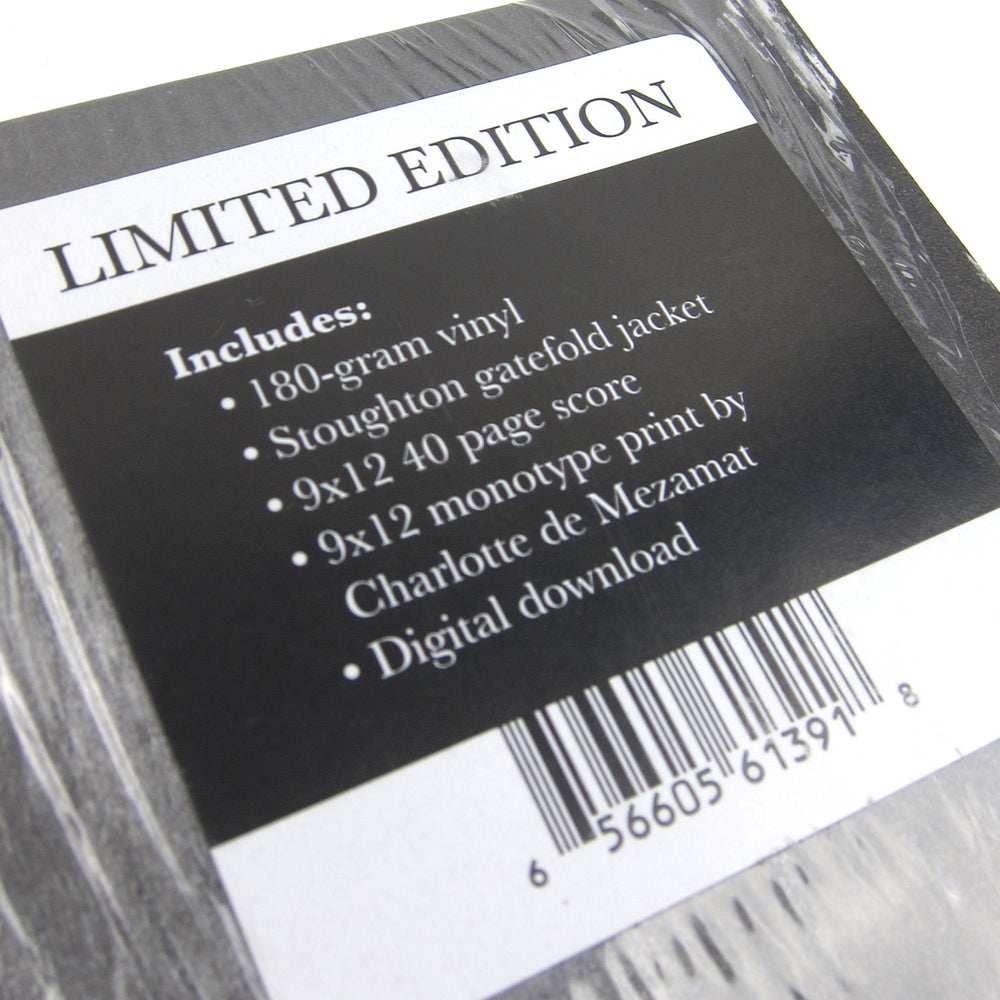 LIMITED EDITION
Includes:
• 180-gram vinyl
• Stoughton gatefold jacket
• 9x12 40 page score
• 9x12 monotype print by
Charlotte de Mezamat
• Digital download
6 56605 61391 8